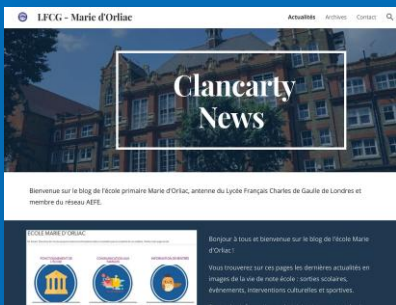 LFCG - Marie d'Orliac
Actualités Archives Contact
Clancarty
News
Bienvenue sur le blog de l'école primaire Marie d'Orliac, antenne du Lycée Français Charles de Gaulle de Londres et
membre du réseau AEFE.
ECOLE MARIE D'ORLIAC
Bonjour à tous et bienvenue sur le blog de l'école Marie
d'Orliac !
Vous trouverez sur ces pages les dernières actualités en
images de la vie de note école : sorties scolaires,
évènements, interventions culturelles et sportives.